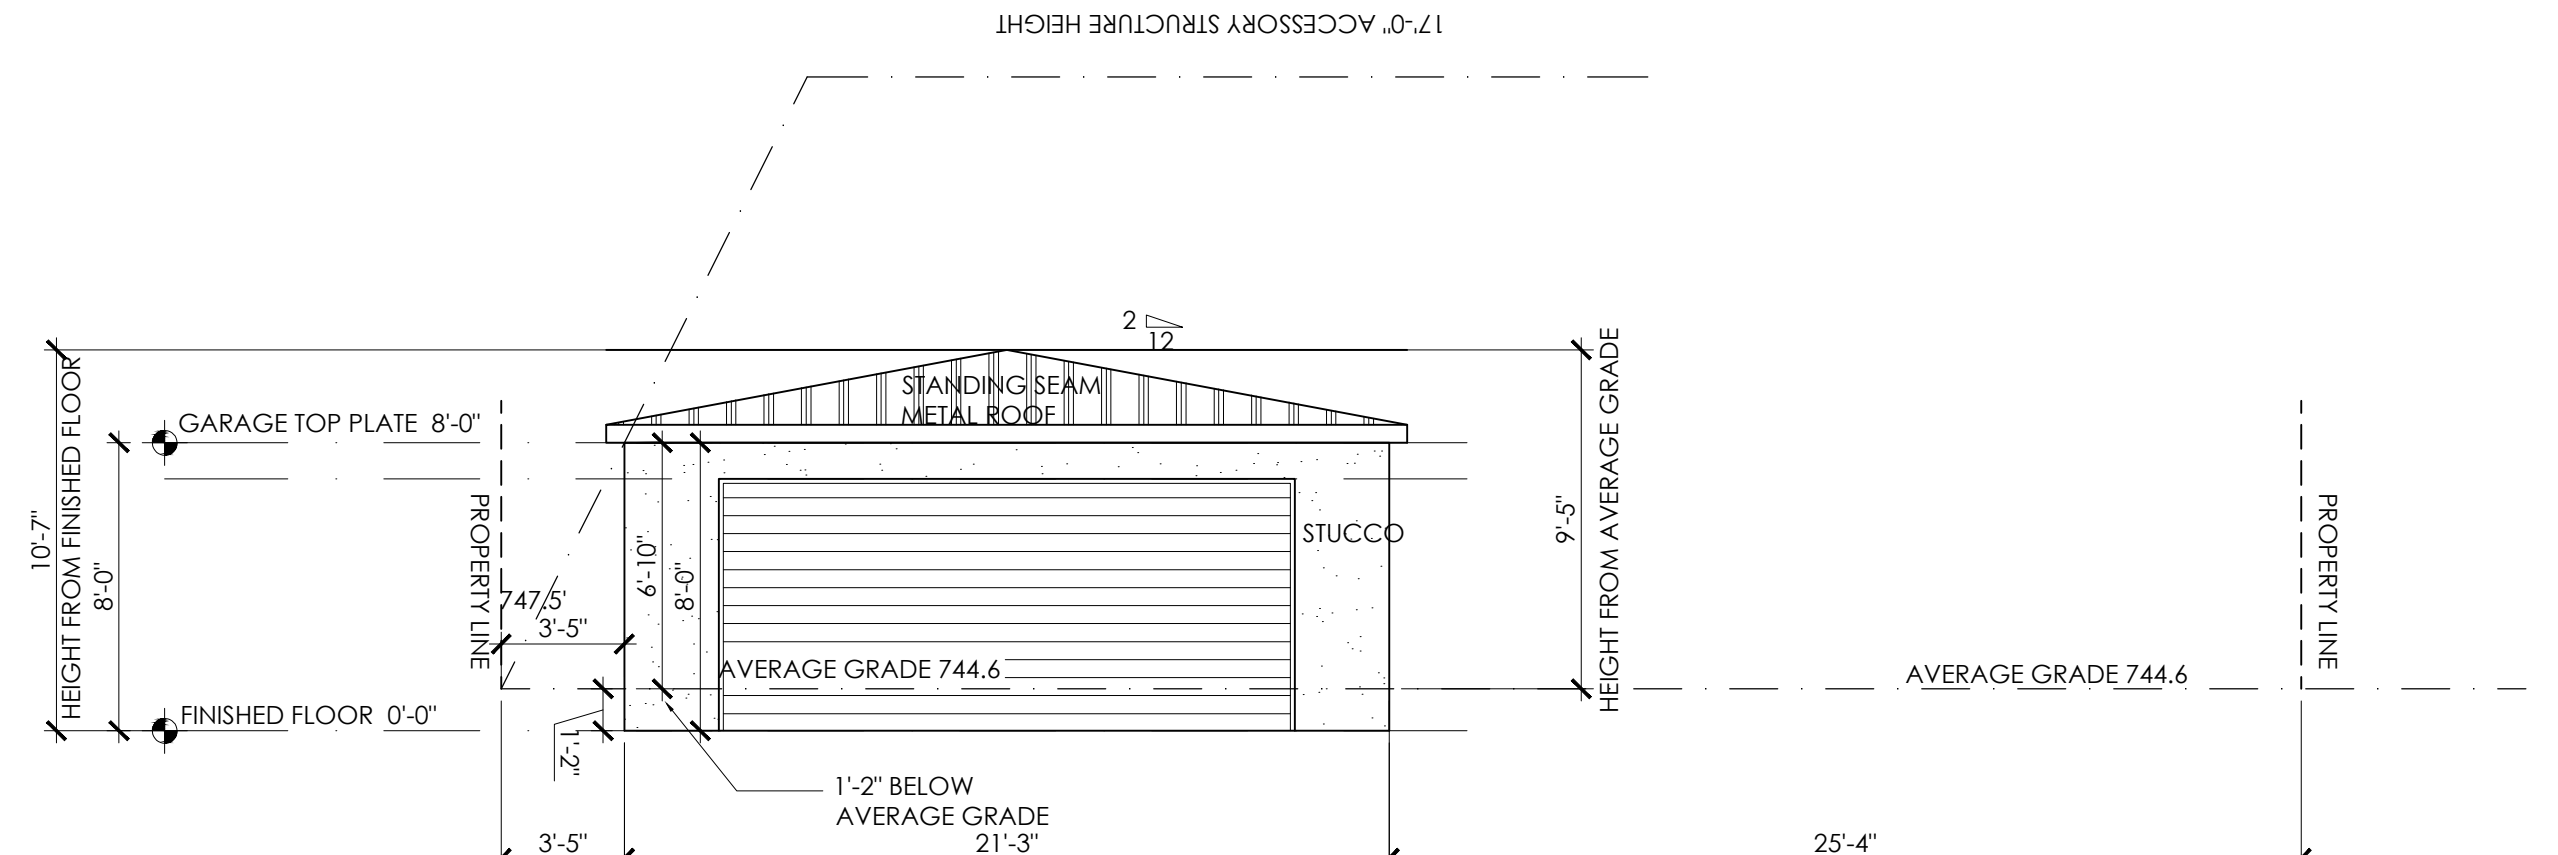 17'-0" ACCESSORY STRUCTURE HEIGHT
2
12
STANDING SEAM
METAL ROOF
GARAGE TOP PLATE 8'-0"
10'-7"
HEIGHT FROM FINISHED FLOOR
8'-0"
PROPERTY LINE
747.5'
3'-5"
6'-10"
8'-0"
STUCCO
9'-5"
HEIGHT FROM AVERAGE GRADE
PROPERTY LINE
AVERAGE GRADE 744.6
AVERAGE GRADE 744.6
FINISHED FLOOR 0'-0"
1'-2"
1'-2" BELOW
AVERAGE GRADE
3'-5"
21'-3"
25'-4"